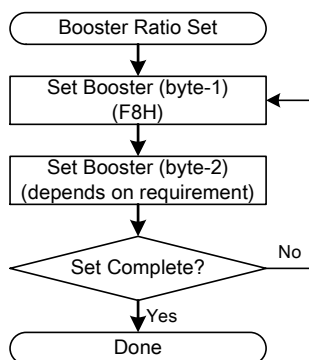 Booster Ratio Set
Set Booster (byte-1)
(F8H)
Set Booster (byte-2)
(depends on requirement)
Set Complete?
No
Yes
Done